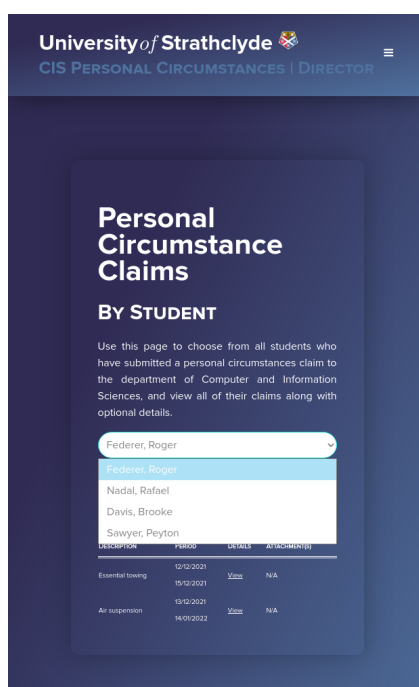 University of Strathclyde
CIS Personal Circumstances | Director
Personal
Circumstance
Claims
By Student
Use this page to choose from all students who
have submitted a personal circumstances claim to
the department of Computer and Information
Sciences, and view all of their claims along with
optional details.
Federer, Roger
Federer, Roger
Nadal, Rafael
Davis, Brooke
Sawyer, Peyton
Description Period Details Attachment(s)
12/12/2021
Essential towing View N/A
15/12/2021
13/12/2021
Air suspension View N/A
14/01/2022